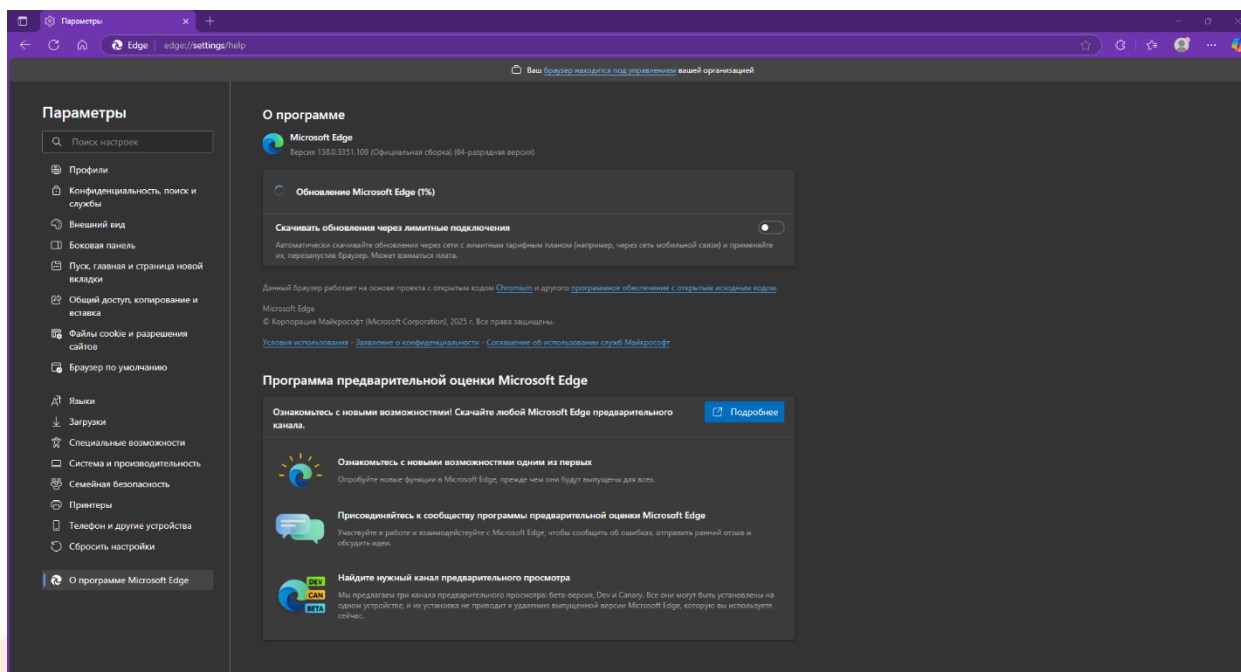 Параметры
Edge edge://settings/help
Ваш браузер находится под управлением вашей организацией
Параметры
Поиск настроек
Профили
Конфиденциальность, поиск и
службы
Внешний вид
Боковая панель
Пуск, главная и страница новой
вкладки
Общий доступ, копирование и
вставка
Файлы cookie и разрешения
сайтов
Браузер по умолчанию
Языки
Загрузки
Специальные возможности
Система и производительность
Семейная безопасность
Принтеры
Телефон и другие устройства
Сбросить настройки
О программе Microsoft Edge
О программе
Microsoft Edge
Версия 138.0.3351.109 (Официальная сборка) (64-разрядная версия)
Обновление Microsoft Edge (1%)
Скачивать обновления через лимитные подключения
Автоматически скачивайте обновления через сети с лимитным тарифным планом (например, через сеть мобильной связи) и применяйте
их, перезапустив браузер. Может взиматься плата.
Данный браузер работает на основе проекта с открытым кодом Chromium и другого программное обеспечение с открытым исходным кодом.
Microsoft Edge
© Корпорация Майкрософт (Microsoft Corporation), 2025 г. Все права защищены.
Условия использования - Заявление о конфиденциальности - Соглашение об использовании служб Майкрософт
Программа предварительной оценки Microsoft Edge
Ознакомьтесь с новыми возможностями! Скачайте любой Microsoft Edge предварительного
канала.
Подробнее
Ознакомьтесь с новыми возможностями одним из первых
Опробуйте новые функции в Microsoft Edge, прежде чем они будут выпущены для всех.
Присоединяйтесь к сообществу программы предварительной оценки Microsoft Edge
Участвуйте в работе и взаимодействуйте с Microsoft Edge, чтобы сообщить об ошибках, отправить ранний отзыв и
обсудить идеи.
DEV
CAN
BETA
Найдите нужный канал предварительного просмотра
Мы предлагаем три канала предварительного просмотра: бета-версия, Dev и Canary. Все они могут быть установлены на
одном устройстве, и их установка не приводит к удалению выпущенной версии Microsoft Edge, которую вы используете
сейчас.